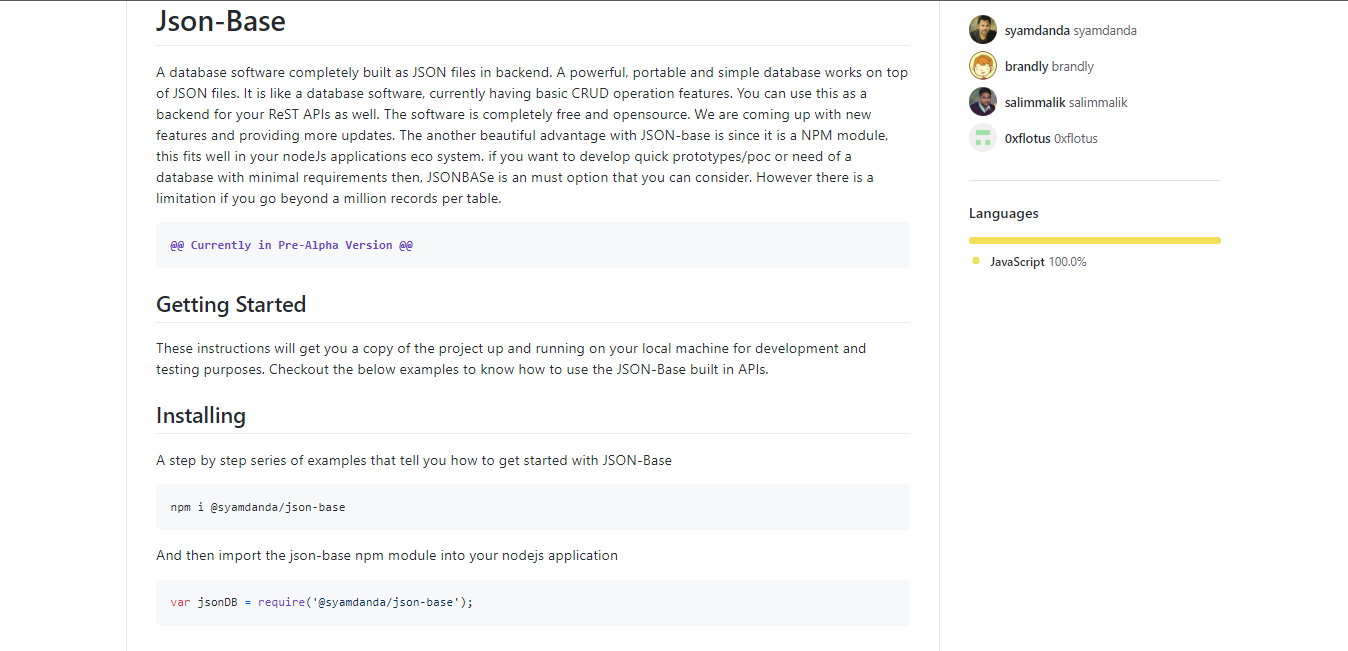 Json-Base
A database software completely built as JSON files in backend. A powerful, portable and simple database works on top
of JSON files. It is like a database software, currently having basic CRUD operation features. You can use this as a
backend for your ReST APIs as well. The software is completely free and opensource. We are coming up with new
features and providing more updates. The another beautiful advantage with JSON-base is since it is a NPM module,
this fits well in your nodeJs applications eco system. if you want to develop quick prototypes/poc or need of a
database with minimal requirements then, JSONBASe is an must option that you can consider. However there is a
limitation if you go beyond a million records per table.
@@ Currently in Pre-Alpha Version @@
Getting Started
These instructions will get you a copy of the project up and running on your local machine for development and
testing purposes. Checkout the below examples to know how to use the JSON-Base built in APIs.
Installing
A step by step series of examples that tell you how to get started with JSON-Base
npm i @syamdanda/json-base
And then import the json-base npm module into your nodejs application
var jsonDB = require('@syamdanda/json-base');
syamdanda syamdanda
brandly brandly
salimmalik salimmalik
0xflotus 0xflotus
Languages
JavaScript 100.0%